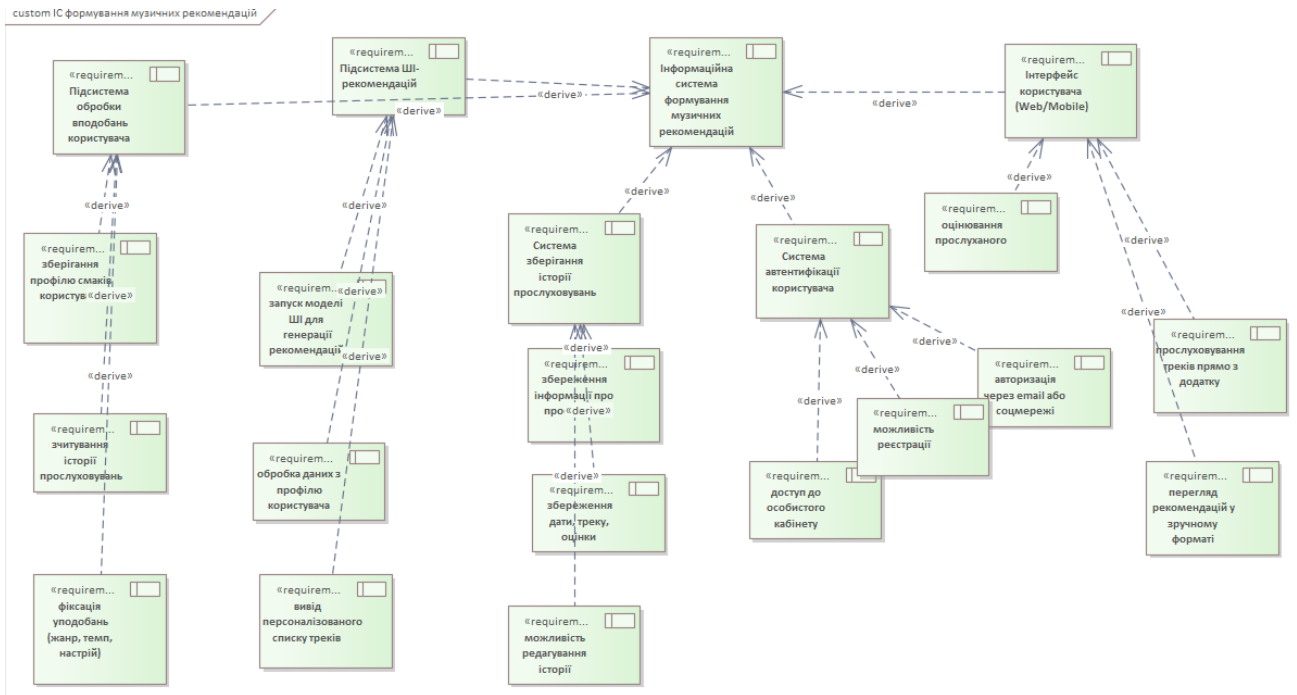 custom ІС формування музичних рекомендацій
«requirem...
Підсистема
обробки
вподобань
користувача
«requirem...
Підсистема ШІ-
рекомендацій
«requirem...
Інформаційна
система
формування
музичних
рекомендацій
«requirem...
Інтерфейс
користувача
(Web/Mobile)
«derive»
«derive»
«derive»
«requirem...
зберігання
профілю смаків
«derive»
«derive»
«requirem...
зчитування
історії
прослуховувань
«derive»
«requirem...
фіксація
уподобань
(жанр, темп,
настрій)
«requirem...
запуск моделі
ШІ для
генерації
рекомендацій
«derive»
«derive»
«derive»
«requirem...
обробка даних з
профілю
користувача
«requirem...
вивід
персоналізованого
списку треків
«derive»
«requirem...
Система
зберігання
історії
прослуховувань
«derive»
«requirem...
Система
автентифікації
користувача
«requirem...
збереження
інформації про
«derive»
«derive»
«derive»
«requirem...
збереження
дати, треку,
оцінки
«requirem...
можливість
редагування
історії
«derive»
«derive»
«derive»
«requirem...
доступ до
особистого
кабінету
«requirem...
можливість
реєстрації
«requirem...
авторизація
через email або
соцмережі
«derive»
«requirem...
оцінювання
прослуханого
«derive»
«derive»
«requirem...
прослуховування
треків прямо з
додатку
«requirem...
перегляд
рекомендацій у
зручному
форматі